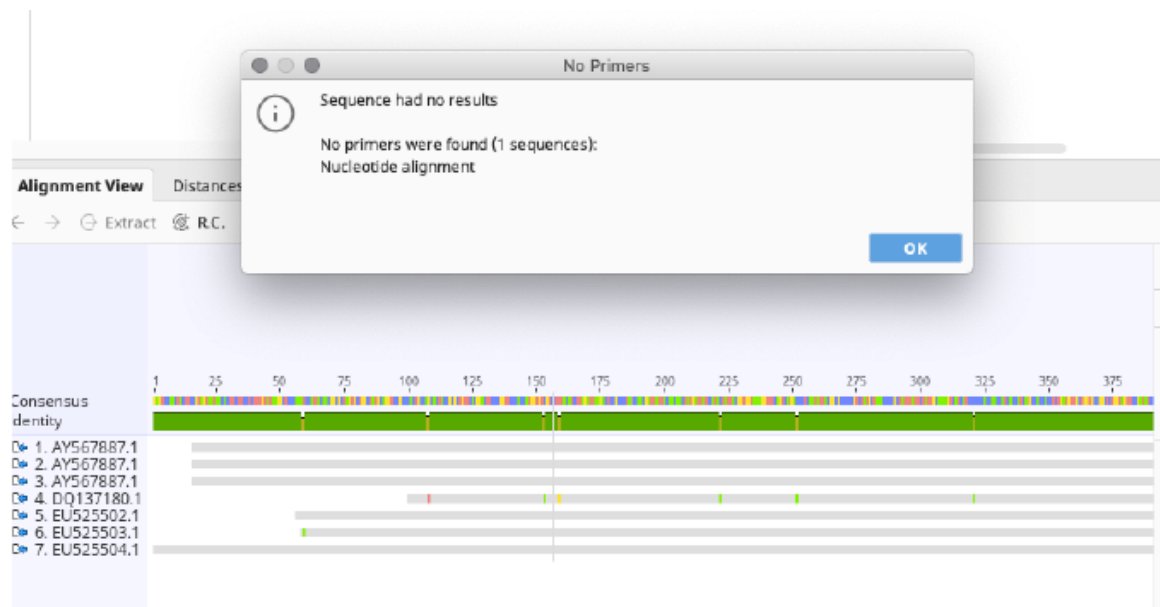 No Primers
Sequence had no results
No primers were found (1 sequences):
Nucleotide alignment
OK
Alignment View Distances
Extract R.C.
1 25 50 75 100 125 150 175 200 225 250 275 300 325 350 375
Consensus
dentity
1. AY567887.1
2. AY567887.1
3. AY567887.1
4. DQ137180.1
5. EU525502.1
6. EU525503.1
7. EU525504.1